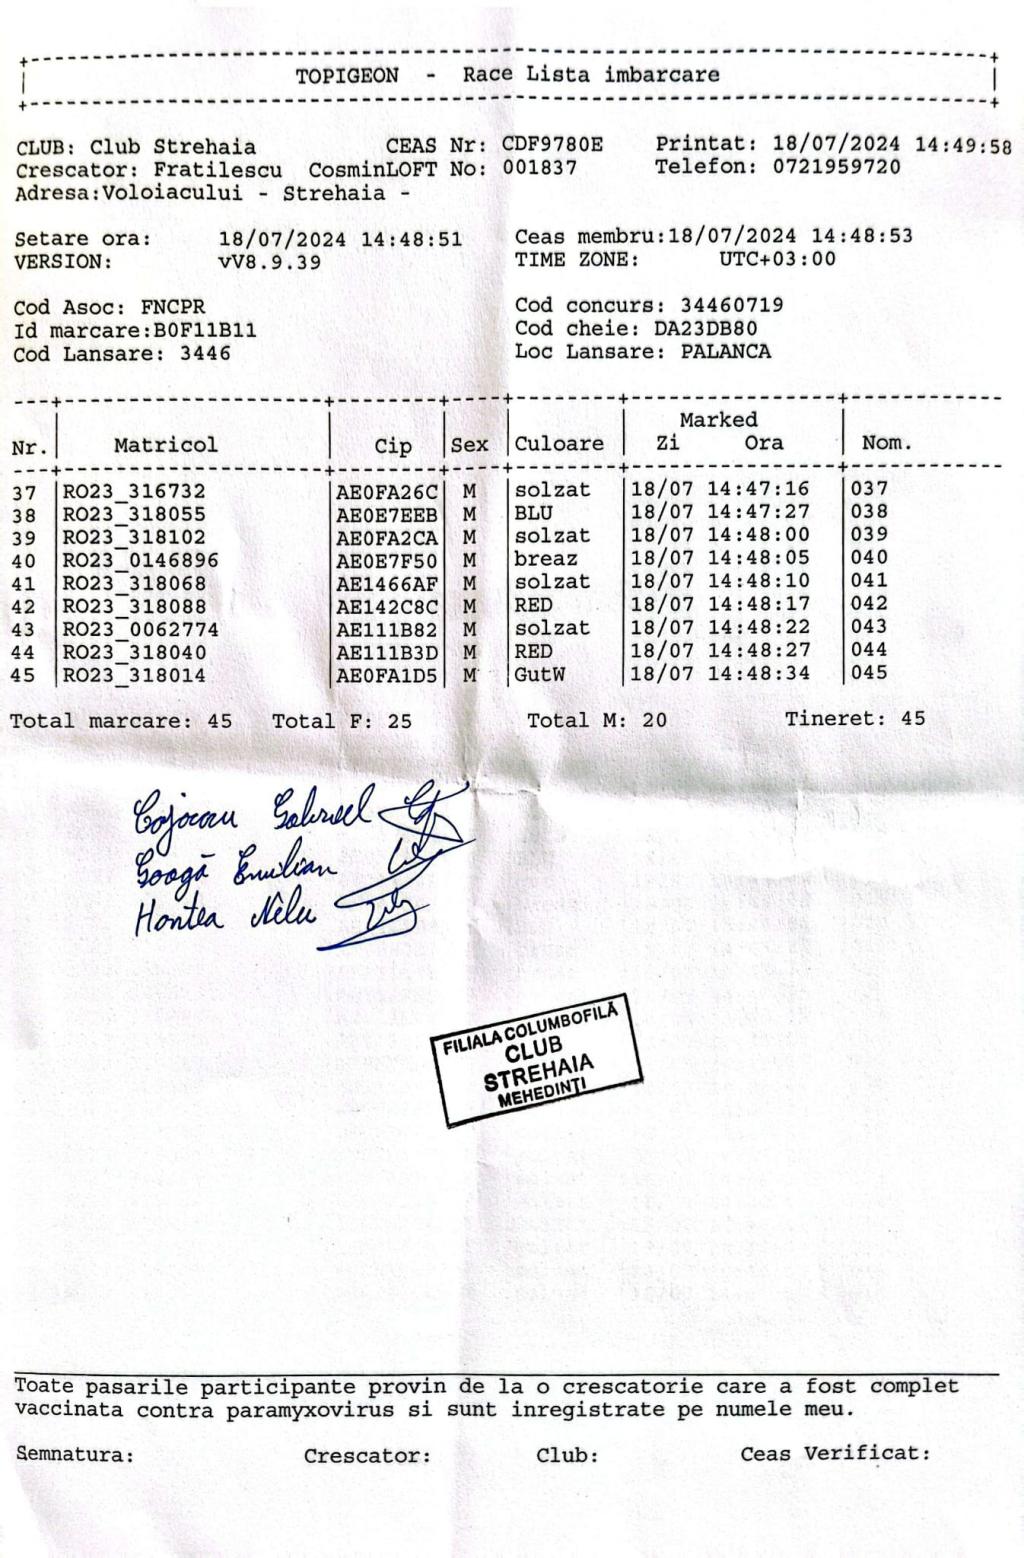 TOPIGEON - Race Lista imbarcare
CLUB: Club Strehaia CEAS Nr: CDF9780E Printat: 18/07/2024 14:49:58
Crescator: Fratilescu CosminLOFT No: 001837 Telefon: 0721959720
Adresa:Voloiacului - Strehaia -
Setare ora: 18/07/2024 14:48:51 Ceas membru:18/07/2024 14:48:53
VERSION: vV8.9.39 TIME ZONE: UTC+03:00
Cod Asoc: FNCPR Cod concurs: 34460719
Id marcare:B0F11B11 Cod cheie: DA23DB80
Cod Lansare: 3446 Loc Lansare: PALANCA
Marked
Nr. Matricol Cip Sex Culoare Zi Ora Nom.
37 RO23_316732 AE0FA26C M solzat 18/07 14:47:16 037
38 RO23_318055 AE0E7EEB M BLU 18/07 14:47:27 038
39 RO23_318102 AE0FA2CA M solzat 18/07 14:48:00 039
40 RO23_0146896 AE0E7F50 M breaz 18/07 14:48:05 040
41 RO23_318068 AE1466AF M solzat 18/07 14:48:10 041
42 RO23_318088 AE142C8C M RED 18/07 14:48:17 042
43 RO23_0062774 AE111B82 M solzat 18/07 14:48:22 043
44 RO23_318040 AE111B3D M RED 18/07 14:48:27 044
45 RO23_318014 AE0FA1D5 M GutW 18/07 14:48:34 045
Total marcare: 45 Total F: 25 Total M: 20 Tineret: 45
Cojocaru Gabriel
Googă Emilian
Hontea Nelu
FILIALA COLUMBOFILĂ
CLUB
STREHAIA
MEHEDINȚI
Toate pasarile participante provin de la o crescatorie care a fost complet
vaccinata contra paramyxovirus si sunt inregistrate pe numele meu.
Semnatura: Crescator: Club: Ceas Verificat: